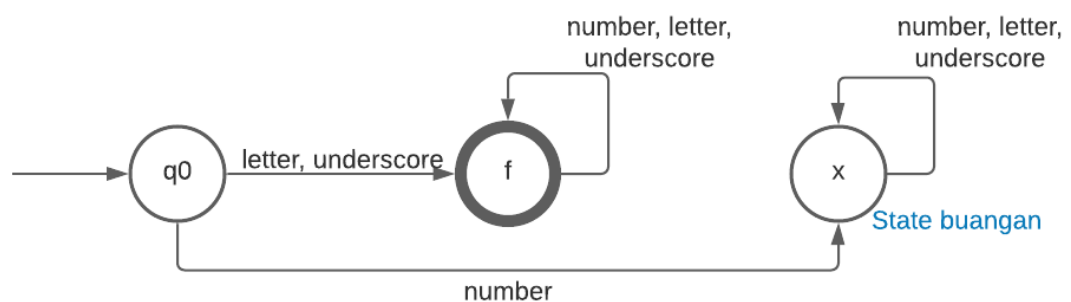 number, letter,
underscore
number, letter,
underscore
q0
letter, underscore
f
x
State buangan
number